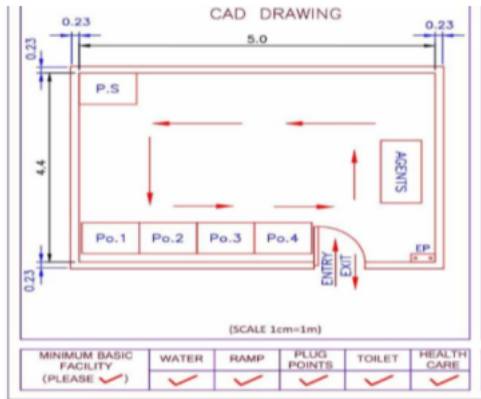 CAD DRAWING
0.23
0.23
5.0
0.23
P.S
4.4
AGENTS
Po.1
Po.2
Po.3
Po.4
EP
ENTRY
EXIT
0.23
(SCALE 1cm=1m)
MINIMUM BASIC
FACILITY
(PLEASE ✓)
WATER
RAMP
PLUG
POINTS
TOILET
HEALTH
CARE
✓
✓
✓
✓
✓